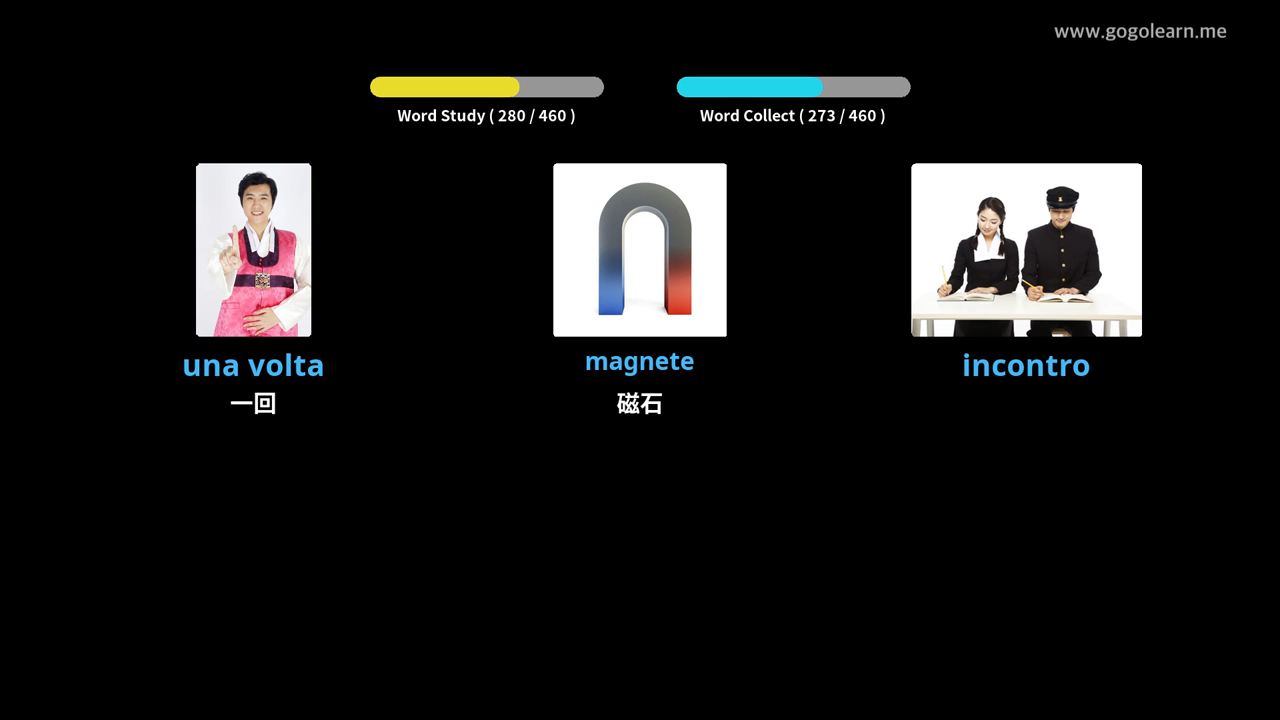 www.gogolearn.me
Word Study ( 280 / 460 )
Word Collect ( 273 / 460 )
una volta
magnete
incontro
一回
磁石